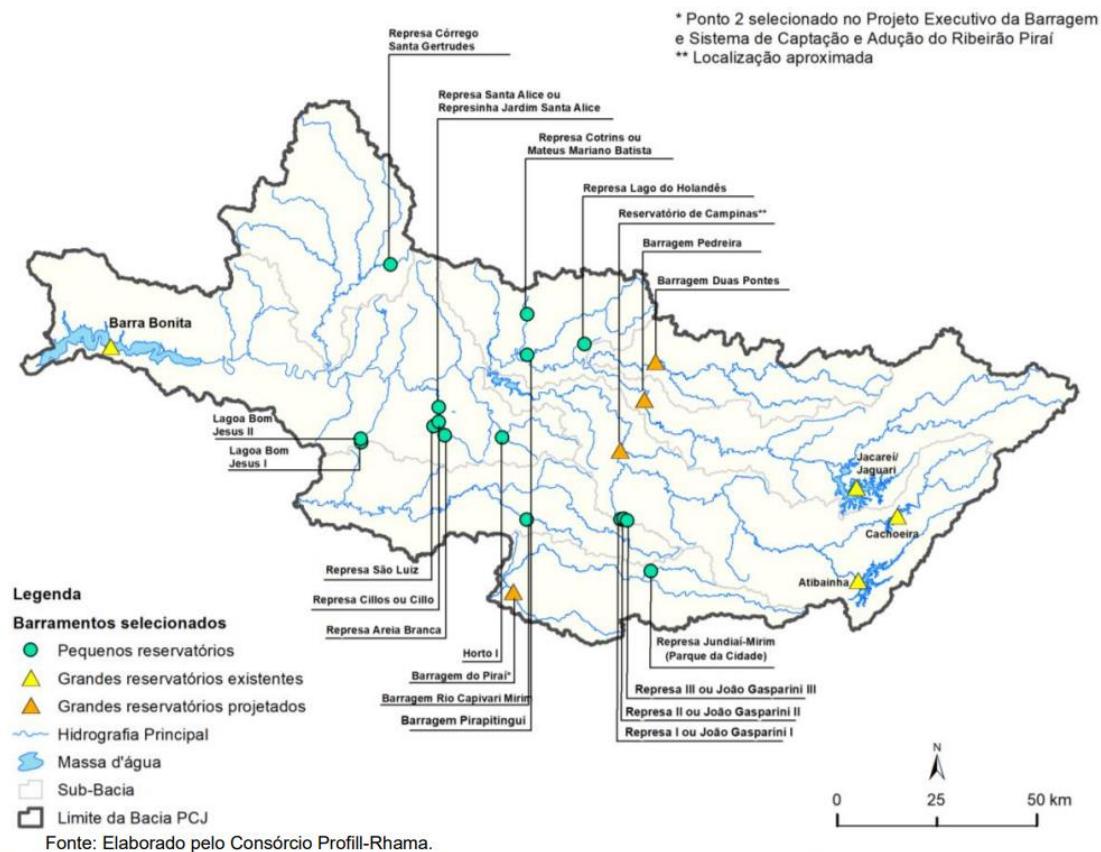 * Ponto 2 selecionado no Projeto Executivo da Barragem
e Sistema de Captação e Adução do Ribeirão Piraí
** Localização aproximada
Represa Córrego
Santa Gertrudes
Represa Santa Alice ou
Represinha Jardim Santa Alice
Represa Cotrins ou
Mateus Mariano Batista
Represa Lago do Holandês
Reservatório de Campinas**
Barragem Pedreira
Barragem Duas Pontes
Barra Bonita
Lagoa Bom
Jesus II
Lagoa Bom
Jesus I
Jacareí/
Jaguari
Cachoeira
Atibainha
Represa São Luiz
Represa Cillos ou Cillo
Represa Areia Branca
Horto I
Barragem do Piraí*
Barragem Rio Capivari Mirim
Barragem Pirapitingui
Represa Jundiaí-Mirim
(Parque da Cidade)
Represa III ou João Gasparini III
Represa II ou João Gasparini II
Represa I ou João Gasparini I
Legenda
Barramentos selecionados
Pequenos reservatórios
Grandes reservatórios existentes
Grandes reservatórios projetados
Hidrografia Principal
Massa d'água
Sub-Bacia
Limite da Bacia PCJ
N
0 25 50 km
Fonte: Elaborado pelo Consórcio Profill-Rhama.